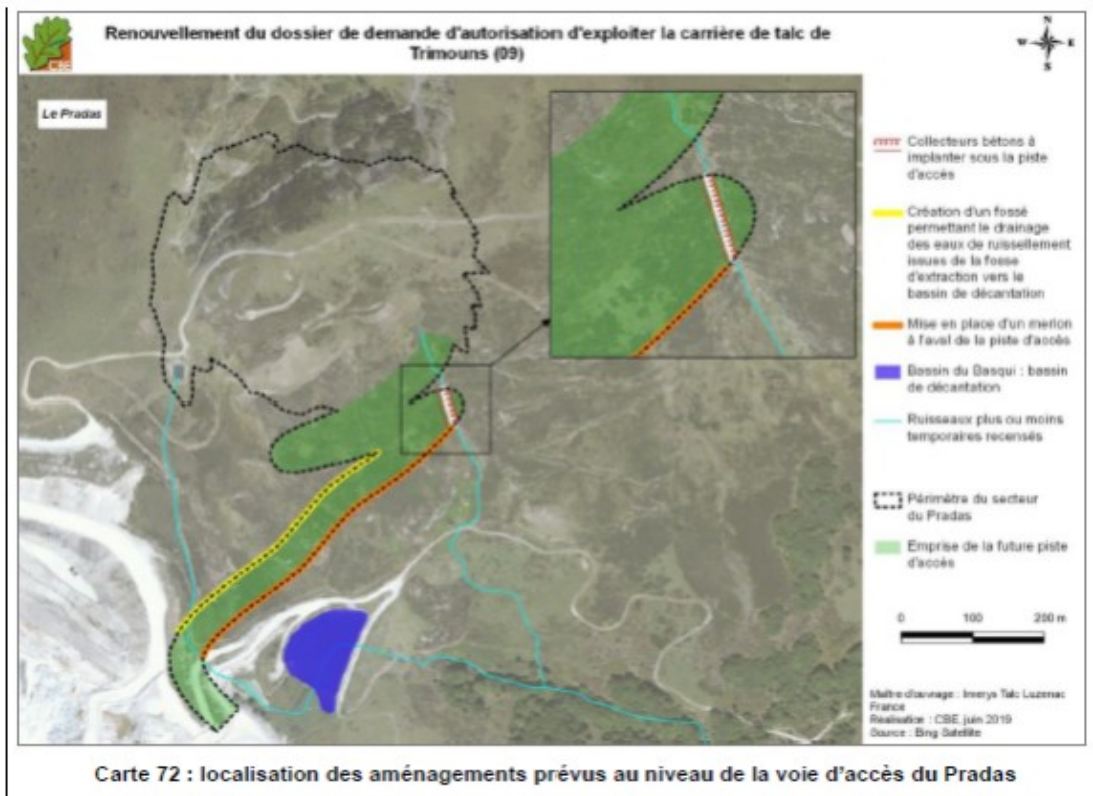 Renouvellement du dossier de demande d'autorisation d'exploiter la carrière de talc de
Trimouns (09)
CBE
N
W E
S
Le Pradas
Collecteurs bétons à
implanter sous la piste
d'accès
Création d'un fossé
permettant le drainage
des eaux de ruissellement
issues de la fosse
d'extraction vers le
bassin de décantation
Mise en place d'un merlon
à l'aval de la piste d'accès
Bassin du Basqui : bassin
de décantation
Ruisseaux plus ou moins
temporaires recensés
Périmètre du secteur
du Pradas
Emprise de la future piste
d'accès
0 100 200 m
Maître d'ouvrage : Imerys Talc Luzenac
France
Réalisation : CBE, juin 2019
Source : Bing Satellite
Carte 72 : localisation des aménagements prévus au niveau de la voie d'accès du Pradas